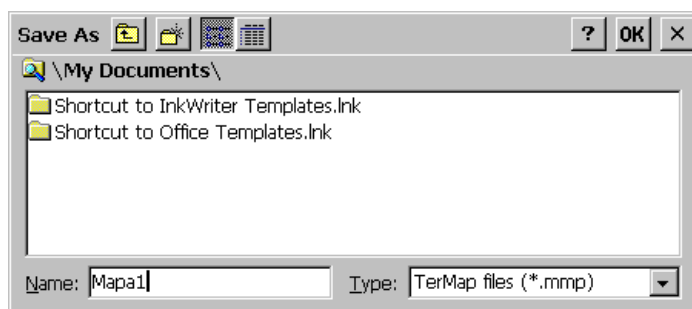 Save As ? OK ×
\My Documents\
Shortcut to InkWriter Templates.lnk
Shortcut to Office Templates.lnk
Name: Mapa1 Type: TerMap files (*.mmp)